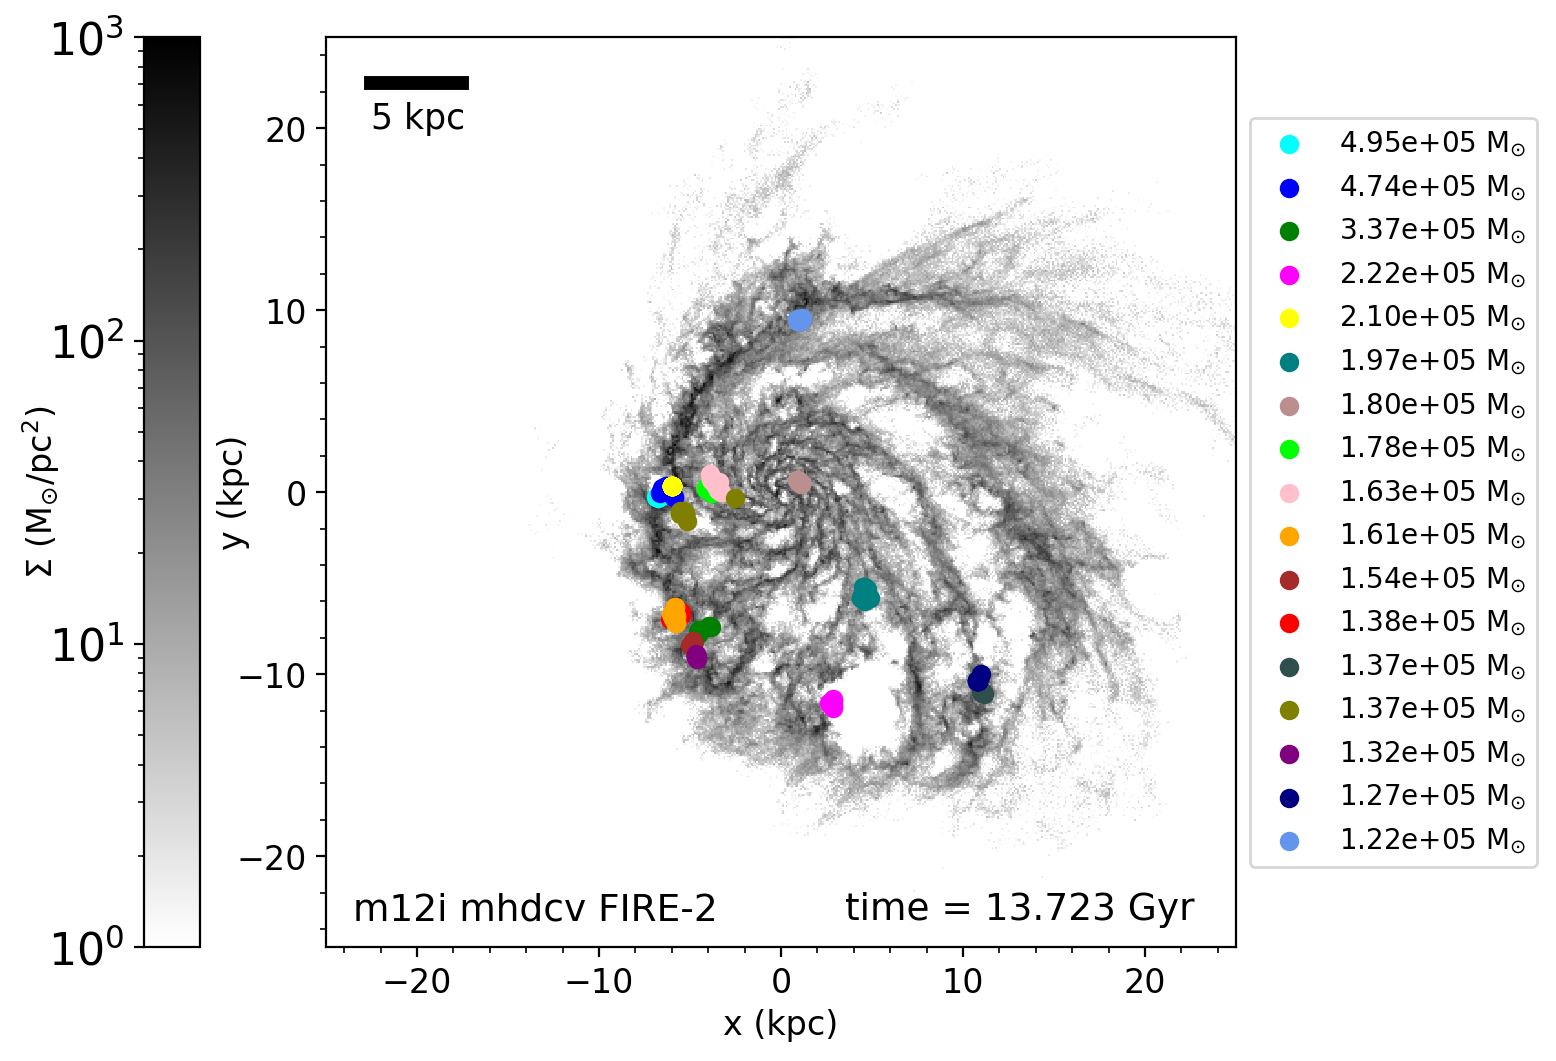 10³
10²
10¹
10⁰
Σ (M⊙/pc²)
20
10
0
−10
−20
y (kpc)
5 kpc
m12i mhdcv FIRE-2
time = 13.723 Gyr
−20
−10
0
10
20
x (kpc)
4.95e+05 M⊙
4.74e+05 M⊙
3.37e+05 M⊙
2.22e+05 M⊙
2.10e+05 M⊙
1.97e+05 M⊙
1.80e+05 M⊙
1.78e+05 M⊙
1.63e+05 M⊙
1.61e+05 M⊙
1.54e+05 M⊙
1.38e+05 M⊙
1.37e+05 M⊙
1.37e+05 M⊙
1.32e+05 M⊙
1.27e+05 M⊙
1.22e+05 M⊙